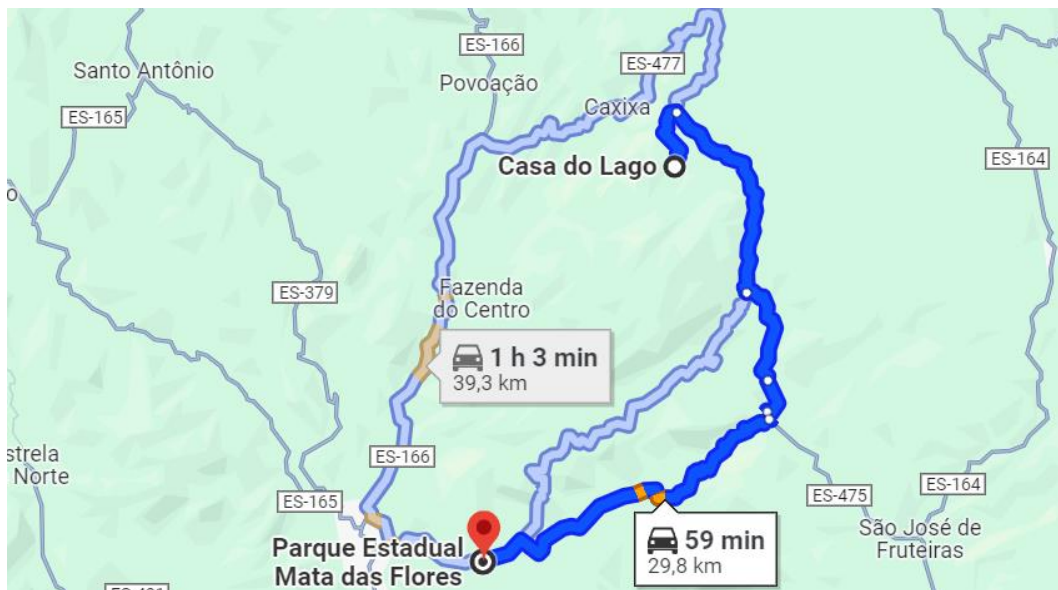 ES-166
Povoação
ES-477
Santo Antônio
ES-165
Caxixa
ES-164
Casa do Lago
ES-379
Fazenda
do Centro
1 h 3 min
39,3 km
ES-166
strela
Norte
ES-165
ES-164
ES-475
São José de
Fruteiras
59 min
29,8 km
Parque Estadual
Mata das Flores